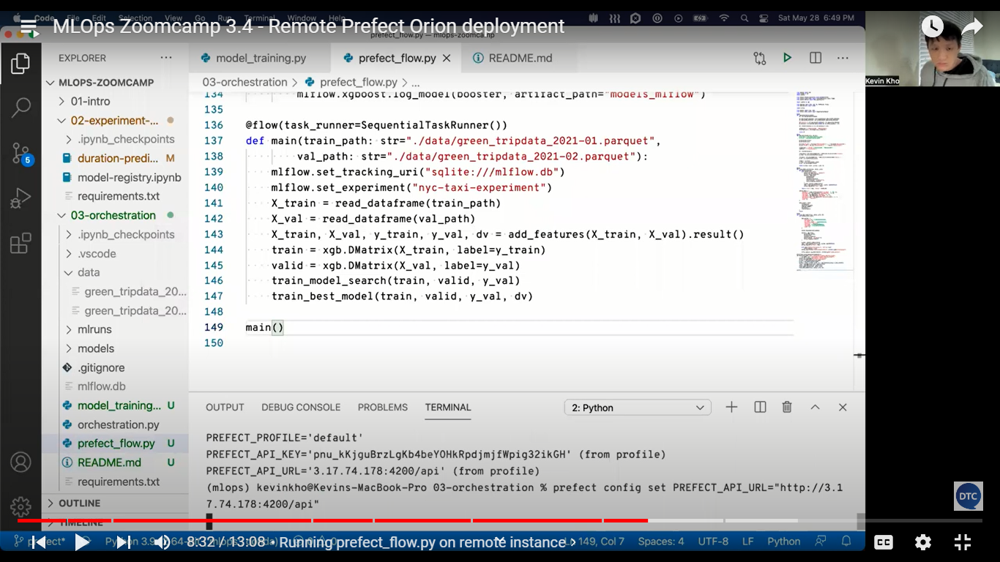 Code File Edit Selection View Go Run Terminal Window Help
Sat May 28 6:49 PM
MLOps Zoomcamp 3.4 - Remote Prefect Orion deployment
prefect_flow.py — mlops-zoomcamp
Kevin Kho
EXPLORER
model_training.py
prefect_flow.py
README.md
MLOPS-ZOOMCAMP
01-intro
02-experiment-...
.ipynb_checkpoints
duration-predi... M
model-registry.ipynb
requirements.txt
03-orchestration
.ipynb_checkpoints
.vscode
data
green_tripdata_20...
green_tripdata_20...
mlruns
models
.gitignore
mlflow.db
model_training... U
orchestration.py
prefect_flow.py U
README.md U
requirements.txt
OUTLINE
TIMELINE
5
03-orchestration > prefect_flow.py > ...
134 mlflow.xgboost.log_model(booster, artifact_path="models_mlflow")
135
136 @flow(task_runner=SequentialTaskRunner())
137 def main(train_path: str="./data/green_tripdata_2021-01.parquet",
138 val_path: str="./data/green_tripdata_2021-02.parquet"):
139 mlflow.set_tracking_uri("sqlite:///mlflow.db")
140 mlflow.set_experiment("nyc-taxi-experiment")
141 X_train = read_dataframe(train_path)
142 X_val = read_dataframe(val_path)
143 X_train, X_val, y_train, y_val, dv = add_features(X_train, X_val).result()
144 train = xgb.DMatrix(X_train, label=y_train)
145 valid = xgb.DMatrix(X_val, label=y_val)
146 train_model_search(train, valid, y_val)
147 train_best_model(train, valid, y_val, dv)
148
149 main()
150
OUTPUT DEBUG CONSOLE PROBLEMS TERMINAL
2: Python
PREFECT_PROFILE='default'
PREFECT_API_KEY='pnu_kKjguBrzLgKb4beYOHkRpdjmjfWpig32ikGH' (from profile)
PREFECT_API_URL='3.17.74.178:4200/api' (from profile)
(mlops) kevinkho@Kevins-MacBook-Pro 03-orchestration % prefect config set PREFECT_API_URL="http://3.1
7.74.178:4200/api"
DTC
8:32 / 13:08 • Running prefect_flow.py on remote instance >
Ln 149, Col 7 Spaces: 4 UTF-8 LF Python
CC